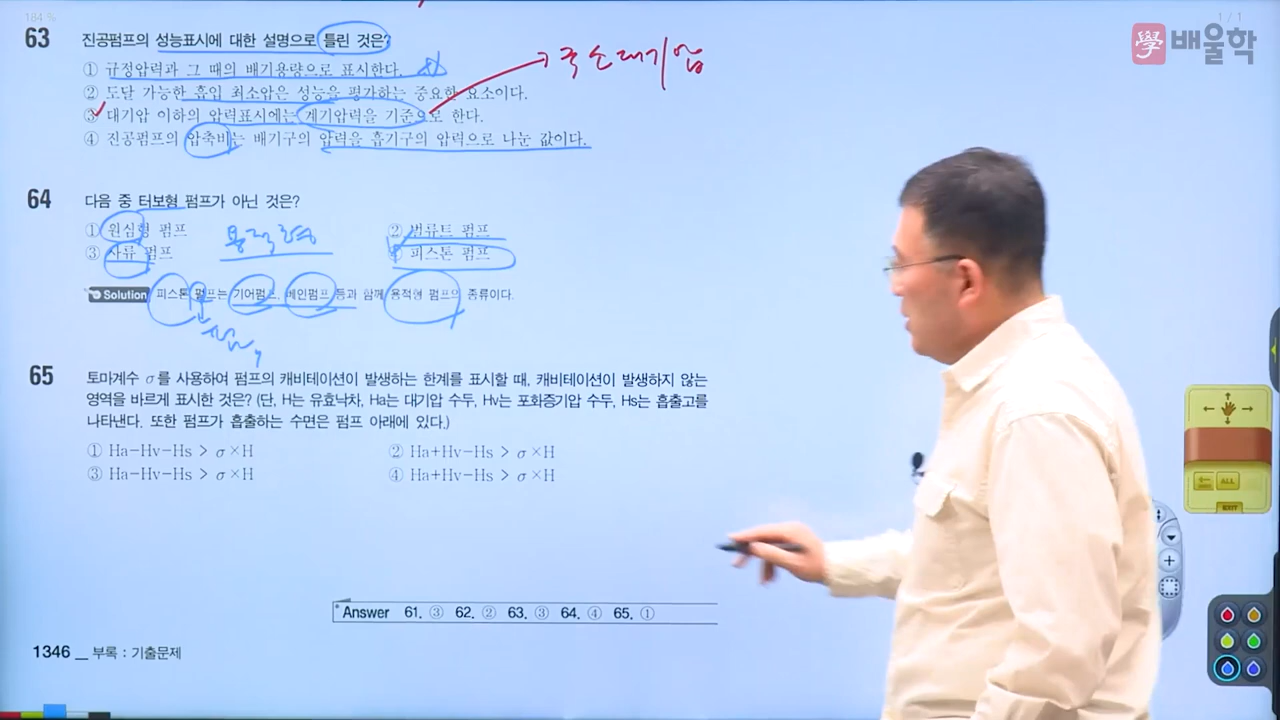 184 %
1 / 1
學 배울학
63 진공펌프의 성능표시에 대한 설명으로 틀린 것은?
① 규정압력과 그 때의 배기용량으로 표시한다.
② 도달 가능한 흡입 최소압은 성능을 평가하는 중요한 요소이다.
③ 대기압 이하의 압력표시에는 계기압력을 기준으로 한다.
④ 진공펌프의 압축비는 배기구의 압력을 흡기구의 압력으로 나눈 값이다.
국소대기압
64 다음 중 터보형 펌프가 아닌 것은?
① 원심형 펌프 ② 벌류트 펌프
③ 사류 펌프 ④ 피스톤 펌프
용적형
Solution 피스톤 펌프는 기어펌프, 베인펌프 등과 함께 용적형 펌프의 종류이다.
65 토마계수 σ를 사용하여 펌프의 캐비테이션이 발생하는 한계를 표시할 때, 캐비테이션이 발생하지 않는
영역을 바르게 표시한 것은? (단, H는 유효낙차, Ha는 대기압 수두, Hv는 포화증기압 수두, Hs는 흡출고를
나타낸다. 또한 펌프가 흡출하는 수면은 펌프 아래에 있다.)
① Ha-Hv-Hs > σ×H ② Ha+Hv-Hs > σ×H
③ Ha-Hv-Hs > σ×H ④ Ha+Hv-Hs > σ×H
Answer 61. ③ 62. ② 63. ③ 64. ④ 65. ①
1346 _ 부록 : 기출문제
ALL
EXIT